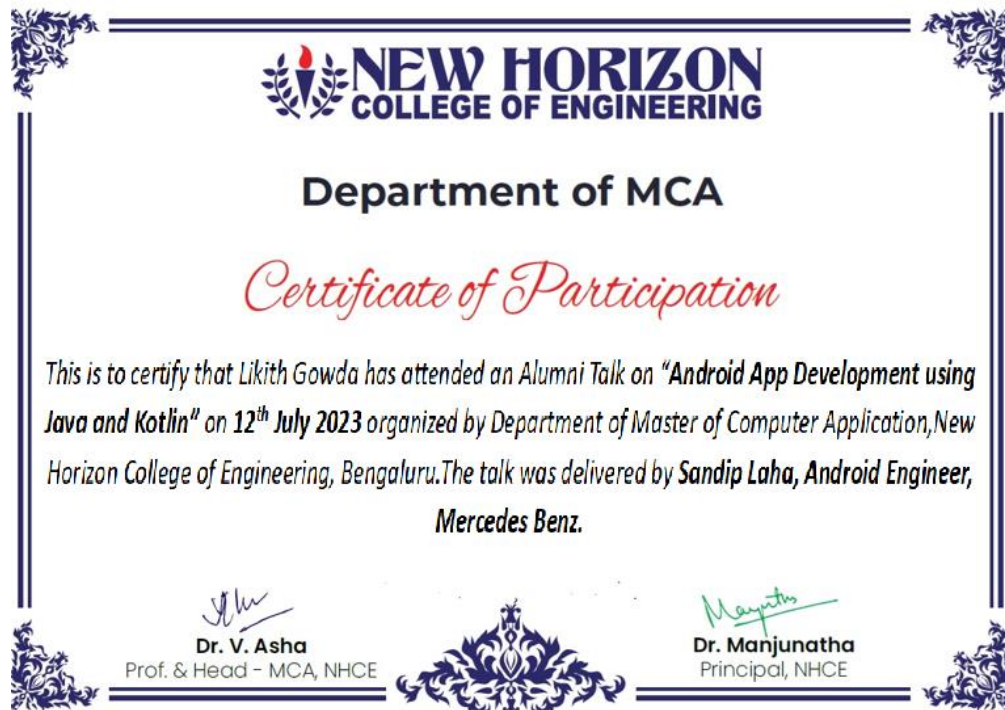 NEW HORIZON
COLLEGE OF ENGINEERING
Department of MCA
Certificate of Participation
This is to certify that Likith Gowda has attended an Alumni Talk on “Android App Development using
Java and Kotlin” on 12th July 2023 organized by Department of Master of Computer Application,New
Horizon College of Engineering, Bengaluru.The talk was delivered by Sandip Laha, Android Engineer,
Mercedes Benz.
Dr. V. Asha
Prof. & Head - MCA, NHCE
Manjuntha
Dr. Manjunatha
Principal, NHCE